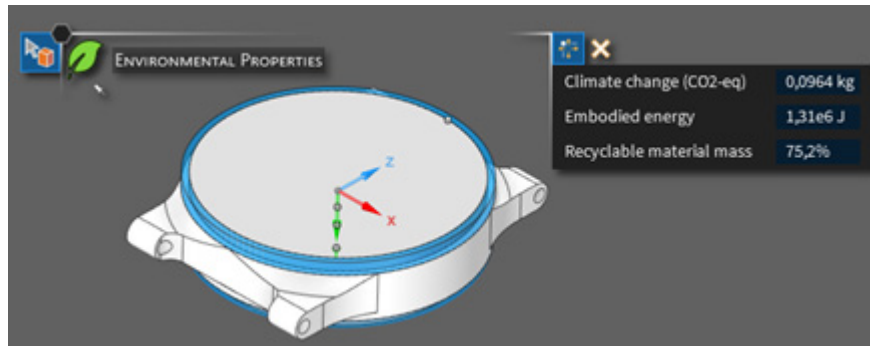 ENVIRONMENTAL PROPERTIES
Climate change (CO2-eq) 0,0964 kg
Embodied energy 1,31e6 J
Recyclable material mass 75,2%
z
x